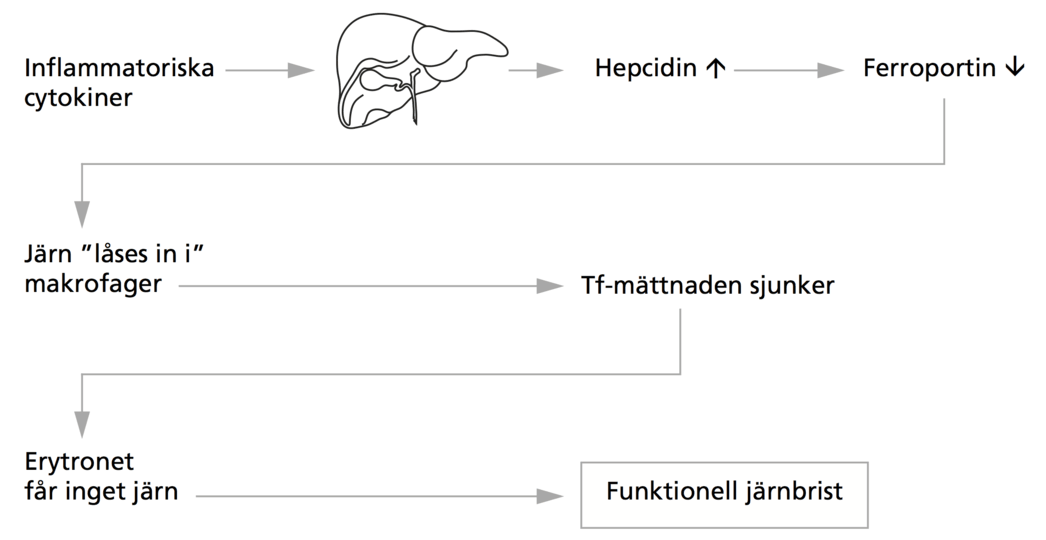 Inflammatoriska
cytokiner
Hepcidin ↑
Ferroportin ↓
Järn ”låses in i”
makrofager
Tf-mättnaden sjunker
Erytronet
får inget järn
Funktionell järnbrist